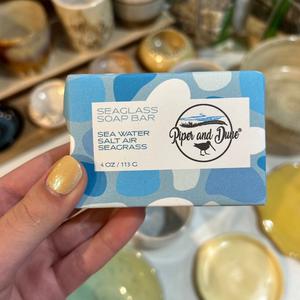 SEAGLASS
SOAP BAR
SEA WATER
SALT AIR
SEAGRASS
4 OZ / 113 G
Piper and Dune®